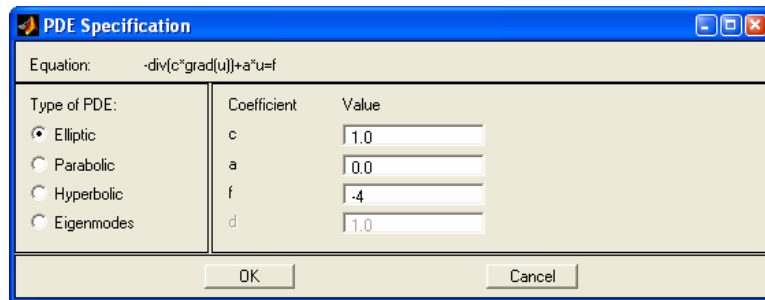 PDE Specification
Equation: -div(c*grad(u))+a*u=f
Type of PDE:
Elliptic
Parabolic
Hyperbolic
Eigenmodes
Coefficient Value
c 1.0
a 0.0
f -4
d 1.0
OK Cancel